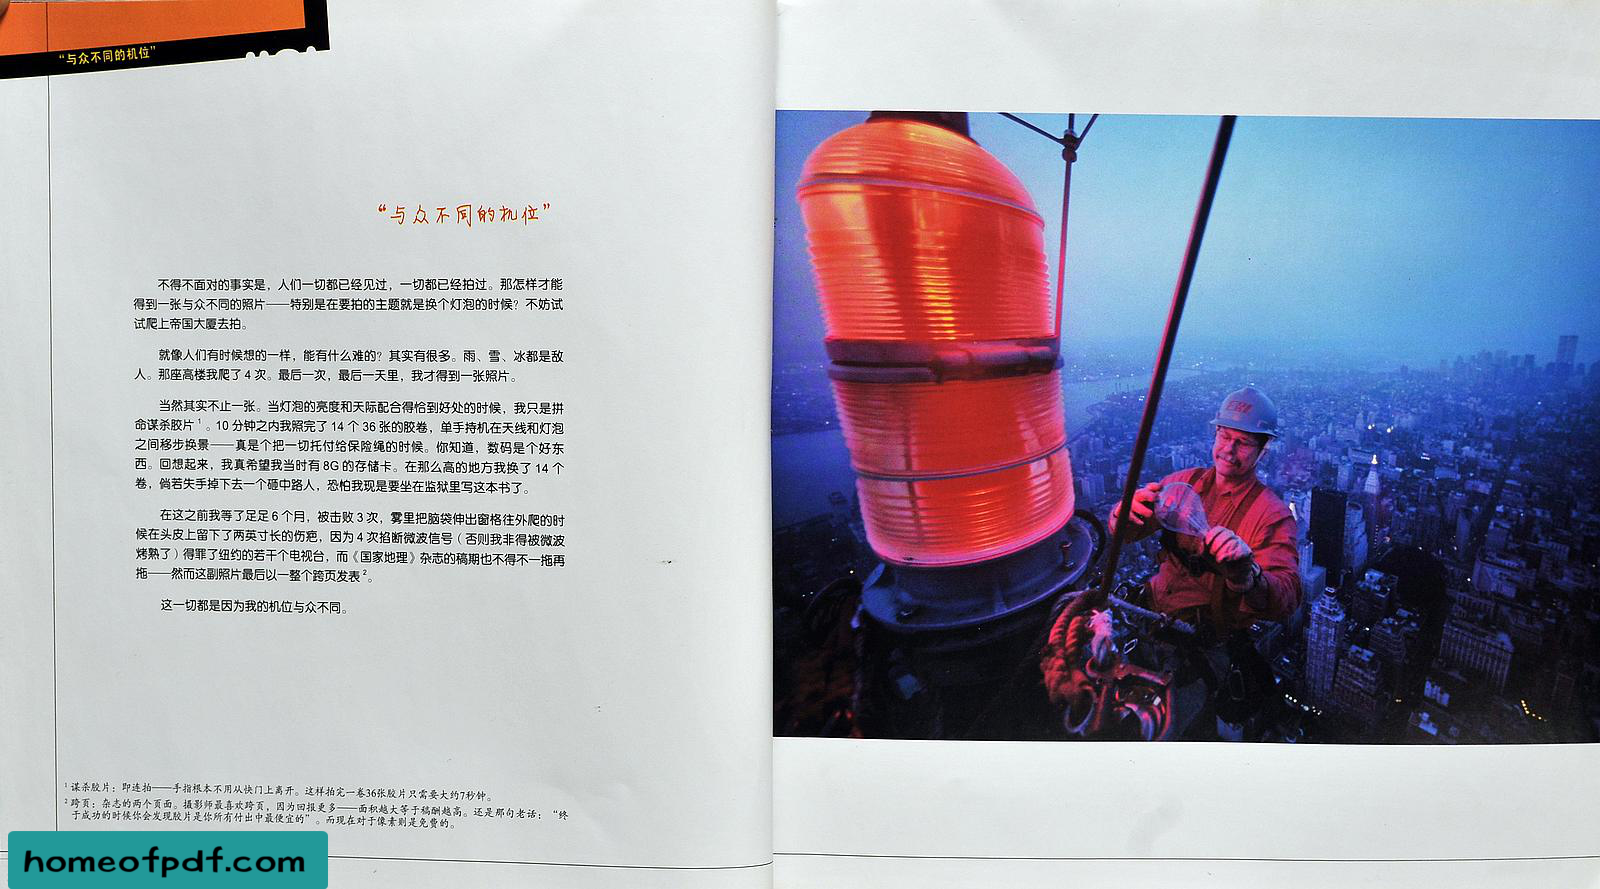 “与众不同的机位”
“与众不同的机位”
不得不面对的事实是，人们一切都已经见过，一切都已经拍过。那怎样才能
得到一张与众不同的照片——特别是在要拍的主题就是换个灯泡的时候？不妨试
试爬上帝国大厦去拍。
就像人们有时候想的一样，能有什么难的？其实有很多。雨、雪、冰都是敌
人。那座高楼我爬了 4 次。最后一次，最后一天里，我才得到一张照片。
当然其实不止一张。当灯泡的亮度和天际配合得恰到好处的时候，我只是拼
命谋杀胶片¹。10 分钟之内我照完了 14 个 36 张的胶卷，单手持机在天线和灯泡
之间移步换景——真是个把一切托付给保险绳的时候。你知道，数码是个好东
西。回想起来，我真希望我当时有 8G 的存储卡。在那么高的地方我换了 14 个
卷，倘若失手掉下去一个砸中路人，恐怕我现是要坐在监狱里写这本书了。
在这之前我等了足足 6 个月，被击败 3 次，雾里把脑袋伸出窗格往外爬的时
候在头皮上留下了两英寸长的伤疤，因为 4 次掐断微波信号（否则我非得被微波
烤熟了）得罪了纽约的若干个电视台，而《国家地理》杂志的稿期也不得不一拖再
拖——然而这副照片最后以一整个跨页发表²。
这一切都是因为我的机位与众不同。
¹ 谋杀胶片：即连拍——手指根本不用从快门上离开。这样拍完一卷36张胶片只需要大约7秒钟。
² 跨页：杂志的两个页面。摄影师最喜欢跨页，因为回报更多——面积越大等于稿酬越高。还是那句老话：“终
于成功的时候你会发现胶片是你所有付出中最便宜的”。而现在对于像素则是免费的。
homeofpdf.com